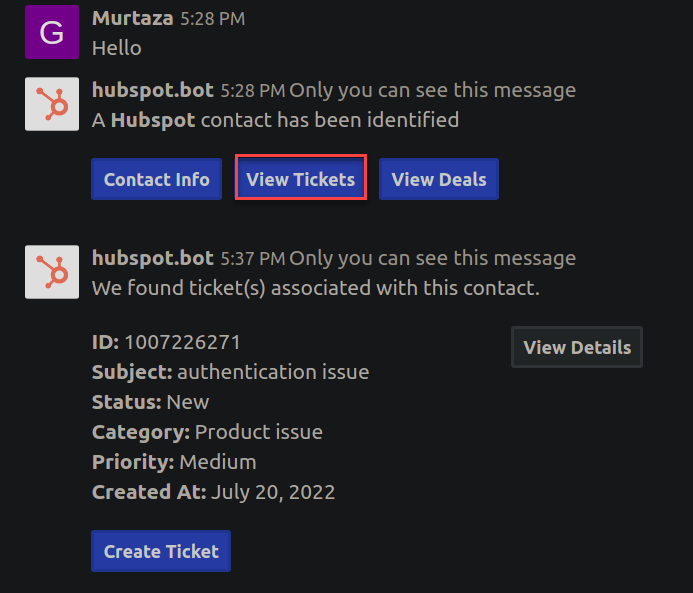 G
Murtaza 5:28 PM
Hello
hubspot.bot 5:28 PM Only you can see this message
A Hubspot contact has been identified
Contact Info View Tickets View Deals
hubspot.bot 5:37 PM Only you can see this message
We found ticket(s) associated with this contact.
ID: 1007226271
View Details
Subject: authentication issue
Status: New
Category: Product issue
Priority: Medium
Created At: July 20, 2022
Create Ticket